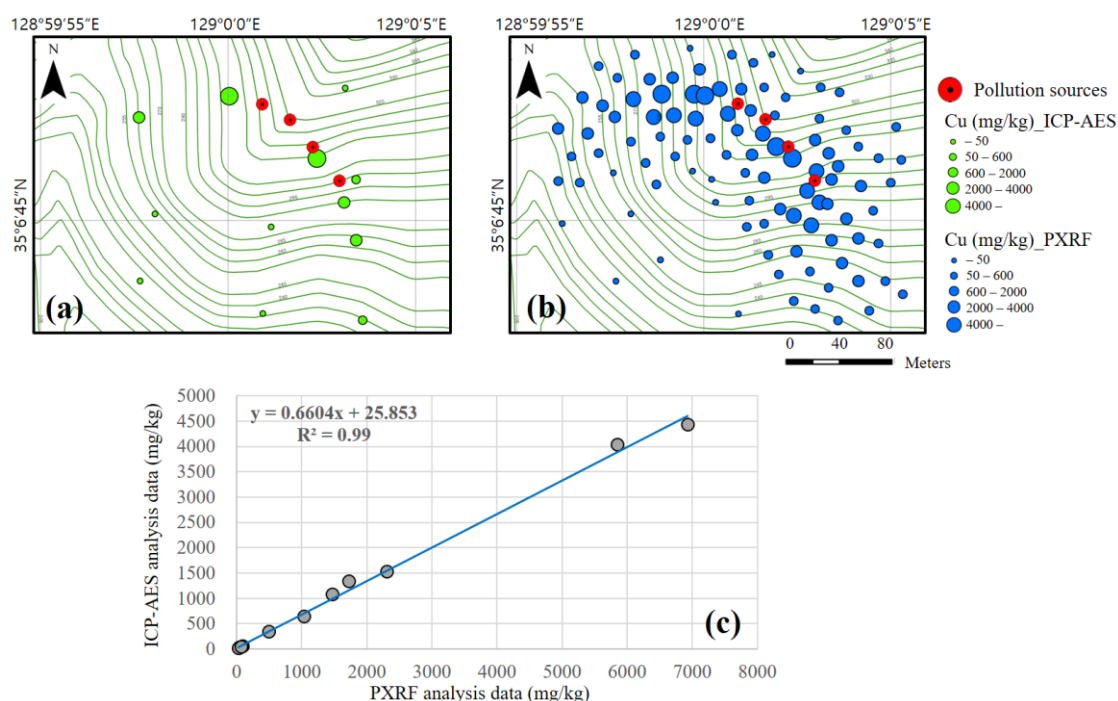 128°59'55"E 129°0'0"E 129°0'5"E
128°59'55"E 129°0'0"E 129°0'5"E
35°6'45"N
N
(a)
35°6'45"N
N
(b)
Pollution sources
Cu (mg/kg)_ICP-AES
– 50
50 – 600
600 – 2000
2000 – 4000
4000 –
Cu (mg/kg)_PXRF
– 50
50 – 600
600 – 2000
2000 – 4000
4000 –
0 40 80
Meters
ICP-AES analysis data (mg/kg)
5000
4500
4000
3500
3000
2500
2000
1500
1000
500
0
y = 0.6604x + 25.853
R² = 0.99
(c)
0 1000 2000 3000 4000 5000 6000 7000 8000
PXRF analysis data (mg/kg)